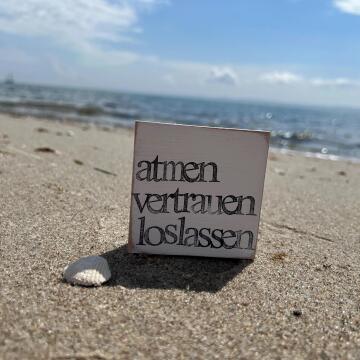 atmen
vertrauen
loslassen